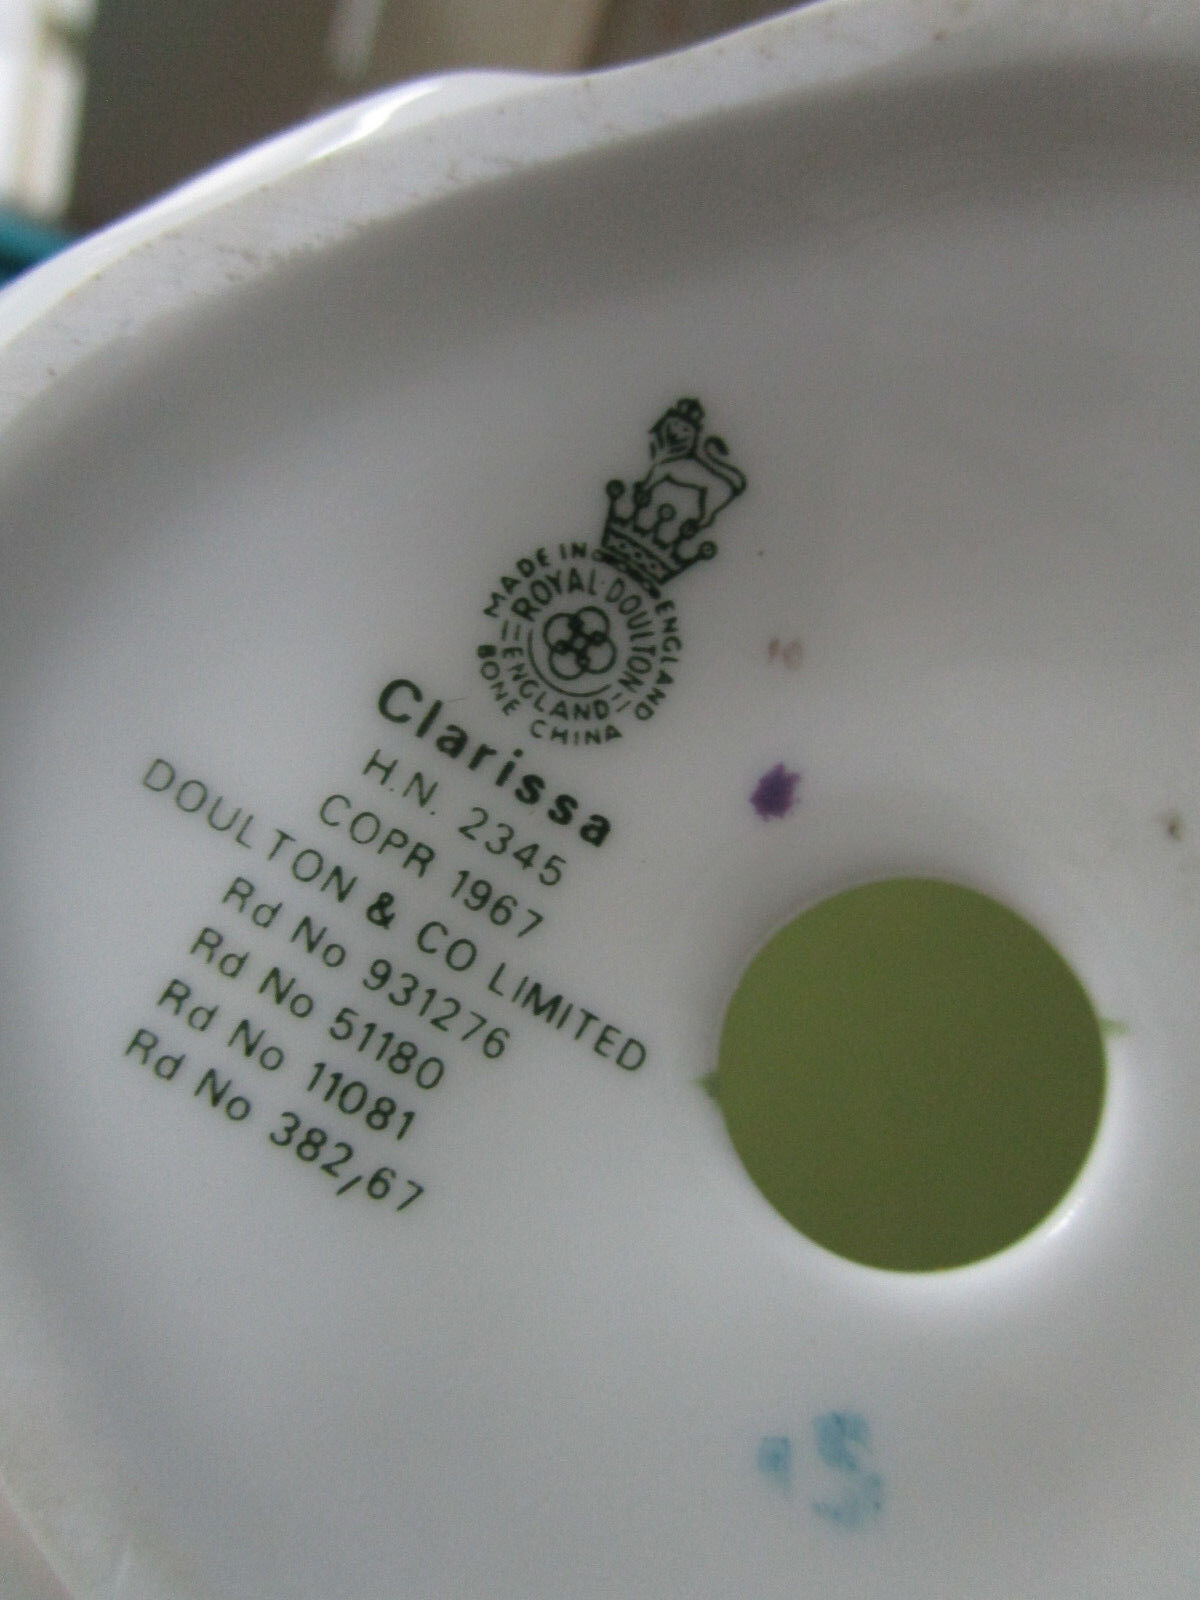 MADE IN ENGLAND
ROYAL·DOULTON
ENGLAND
BONE CHINA
Clarissa
H.N. 2345
COPR 1967
DOULTON & CO LIMITED
Rd No 931276
Rd No 51180
Rd No 11081
Rd No 382/67